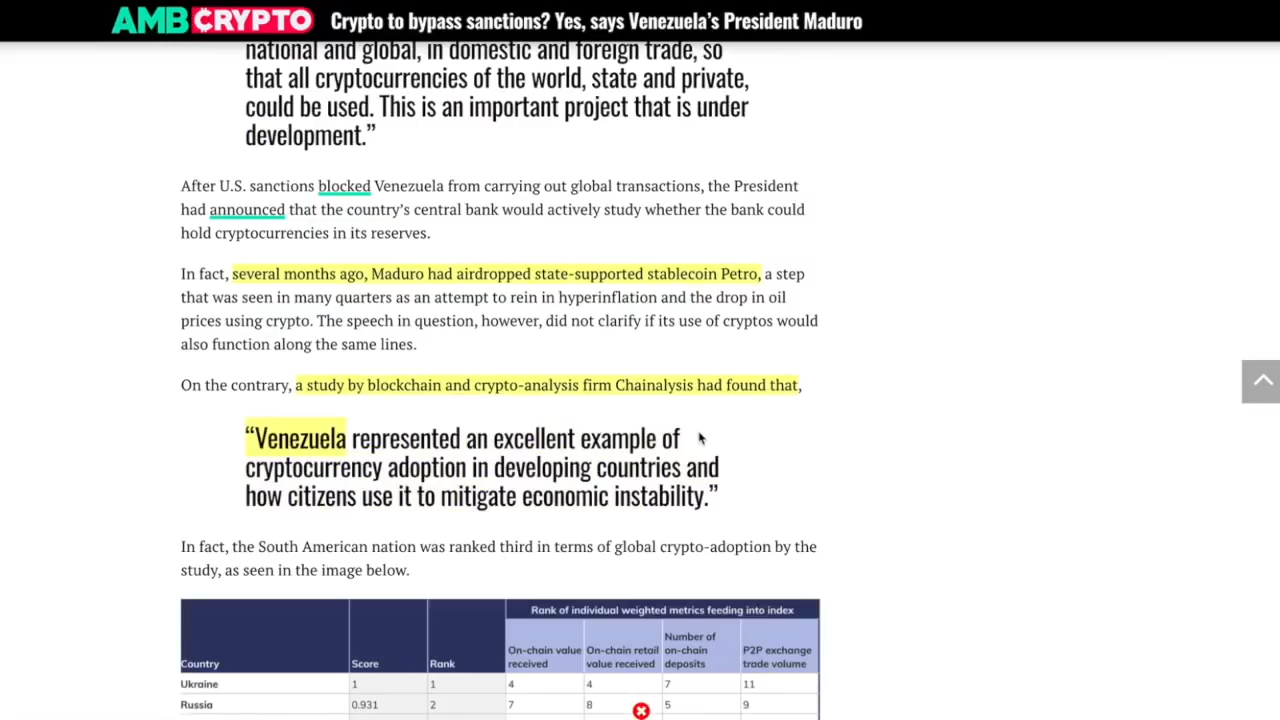 AMBCRYPTO Crypto to bypass sanctions? Yes, says Venezuela's President Maduro
national and global, in domestic and foreign trade, so
that all cryptocurrencies of the world, state and private,
could be used. This is an important project that is under
development.”
After U.S. sanctions blocked Venezuela from carrying out global transactions, the President
had announced that the country’s central bank would actively study whether the bank could
hold cryptocurrencies in its reserves.
In fact, several months ago, Maduro had airdropped state-supported stablecoin Petro, a step
that was seen in many quarters as an attempt to rein in hyperinflation and the drop in oil
prices using crypto. The speech in question, however, did not clarify if its use of cryptos would
also function along the same lines.
On the contrary, a study by blockchain and crypto-analysis firm Chainalysis had found that,
“Venezuela represented an excellent example of
cryptocurrency adoption in developing countries and
how citizens use it to mitigate economic instability.”
In fact, the South American nation was ranked third in terms of global crypto-adoption by the
study, as seen in the image below.
Rank of individual weighted metrics feeding into index
Country Score Rank On-chain value received On-chain retail value received Number of on-chain deposits P2P exchange trade volume
Ukraine 1 1 4 4 7 11
Russia 0.931 2 7 8 5 9